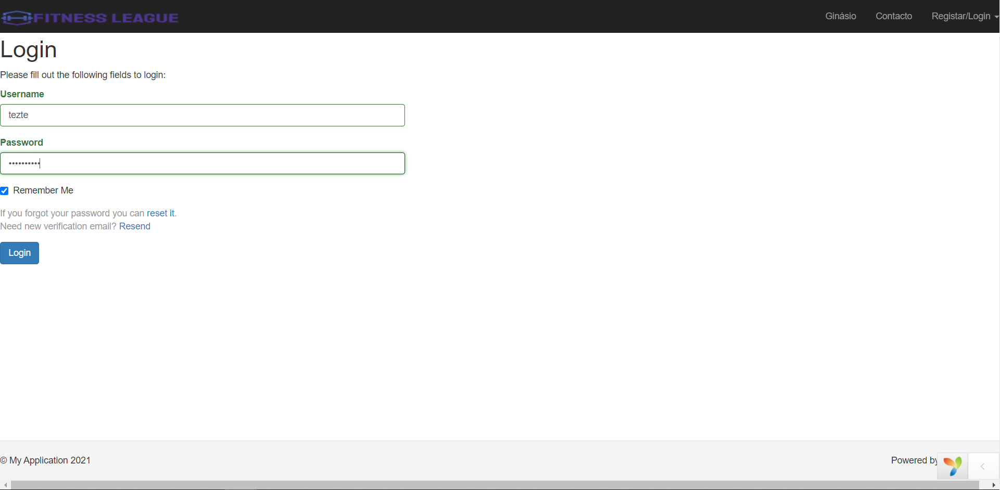 FITNESS LEAGUE
Ginásio Contacto Registar/Login
Login
Please fill out the following fields to login:
Username
tezte
Password
••••••••••
Remember Me
If you forgot your password you can reset it.
Need new verification email? Resend
Login
© My Application 2021
Powered by